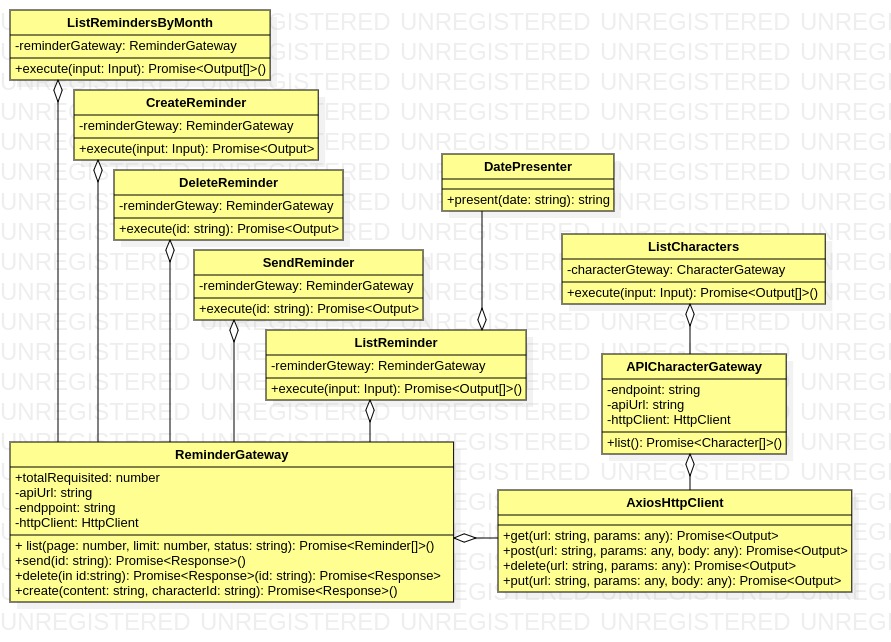 ListRemindersByMonth
-reminderGateway: ReminderGateway
+execute(input: Input): Promise<Output[]>()
CreateReminder
-reminderGteway: ReminderGateway
+execute(input: Input): Promise<Output>
DeleteReminder
-reminderGteway: ReminderGateway
+execute(id: string): Promise<Output>
SendReminder
-reminderGteway: ReminderGateway
+execute(id: string): Promise<Output>
ListReminder
-reminderGteway: ReminderGateway
+execute(input: Input): Promise<Output[]>()
DatePresenter
+present(date: string): string
ListCharacters
-characterGteway: CharacterGateway
+execute(input: Input): Promise<Output[]>()
APICharacterGateway
-endpoint: string
-apiUrl: string
-httpClient: HttpClient
+list(): Promise<Character[]>()
ReminderGateway
+totalRequisited: number
-apiUrl: string
-endppoint: string
-httpClient: HttpClient
+ list(page: number, limit: number, status: string): Promise<Reminder[]>()
+send(id: string): Promise<Response>()
+delete(in id:string): Promise<Response>(id: string): Promise<Response>
+create(content: string, characterId: string): Promise<Response>()
AxiosHttpClient
+get(url: string, params: any): Promise<Output>
+post(url: string, params: any, body: any): Promise<Output>
+delete(url: string, params: any): Promise<Output>
+put(url: string, params: any, body: any): Promise<Output>
UNREGISTERED